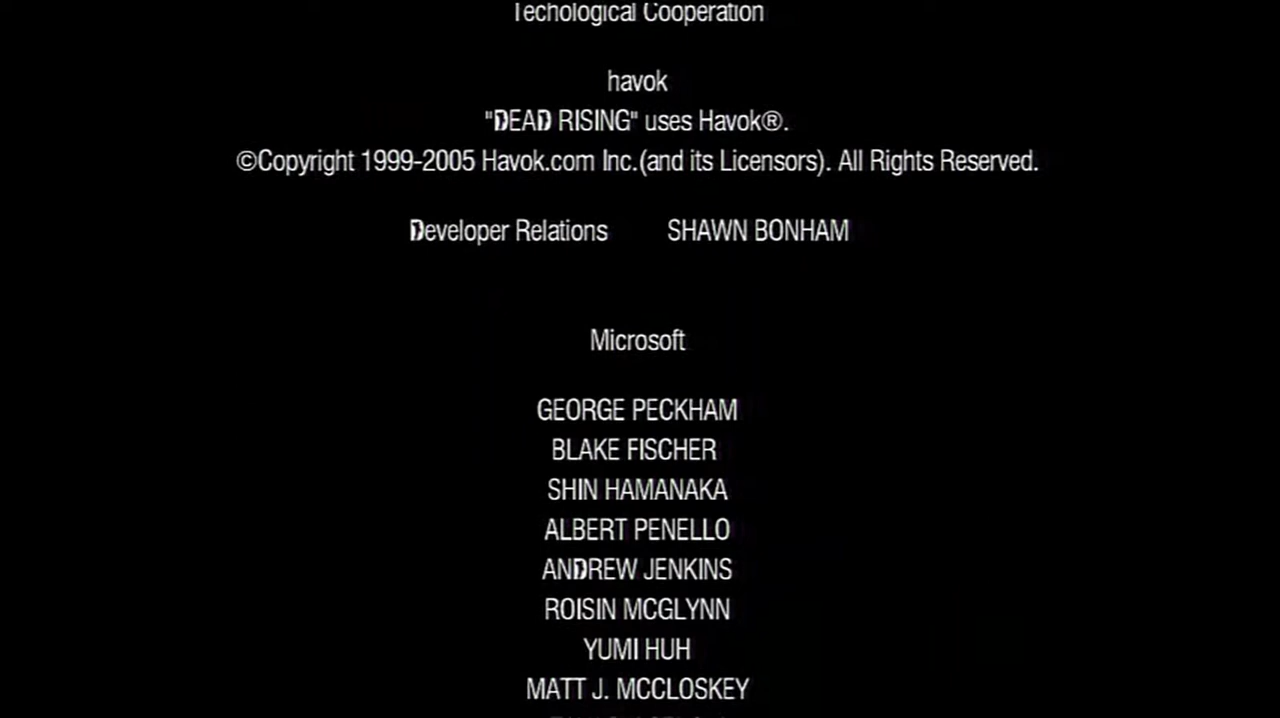 Techological Cooperation
havok
"DEAD RISING" uses Havok®.
©Copyright 1999-2005 Havok.com Inc.(and its Licensors). All Rights Reserved.
Developer Relations SHAWN BONHAM
Microsoft
GEORGE PECKHAM
BLAKE FISCHER
SHIN HAMANAKA
ALBERT PENELLO
ANDREW JENKINS
ROISIN MCGLYNN
YUMI HUH
MATT J. MCCLOSKEY